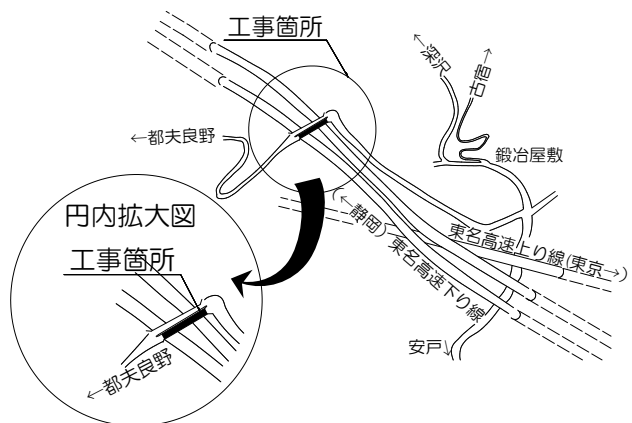 工事箇所
←深沢
古宿→
←都夫良野
鍛冶屋敷
円内拡大図
工事箇所
(←静岡)
東名高速上り線(東京→)
東名高速下り線
安戸↓
←都夫良野